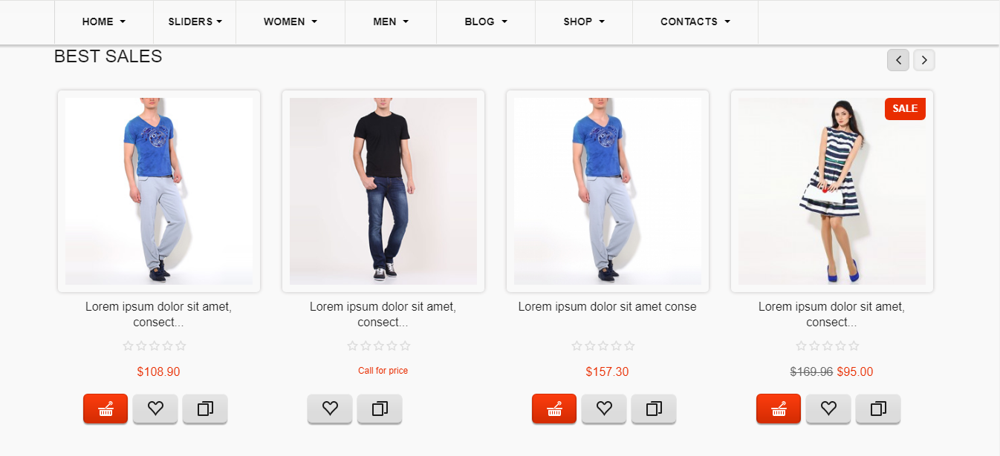 HOME SLIDERS WOMEN MEN BLOG SHOP CONTACTS
BEST SALES
SALE
Lorem ipsum dolor sit amet,
consect...
$108.90
Lorem ipsum dolor sit amet,
consect...
Call for price
Lorem ipsum dolor sit amet conse
$157.30
Lorem ipsum dolor sit amet,
consect...
$169.96 $95.00